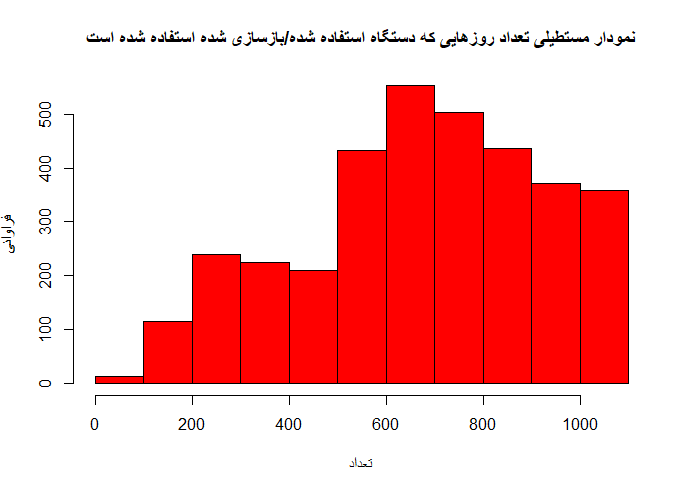 نمودار مستطیلی تعداد روزهایی که دستگاه استفاده شده/بازسازی شده استفاده شده است
فراوانی
500
400
300
200
100
0
0 200 400 600 800 1000
تعداد